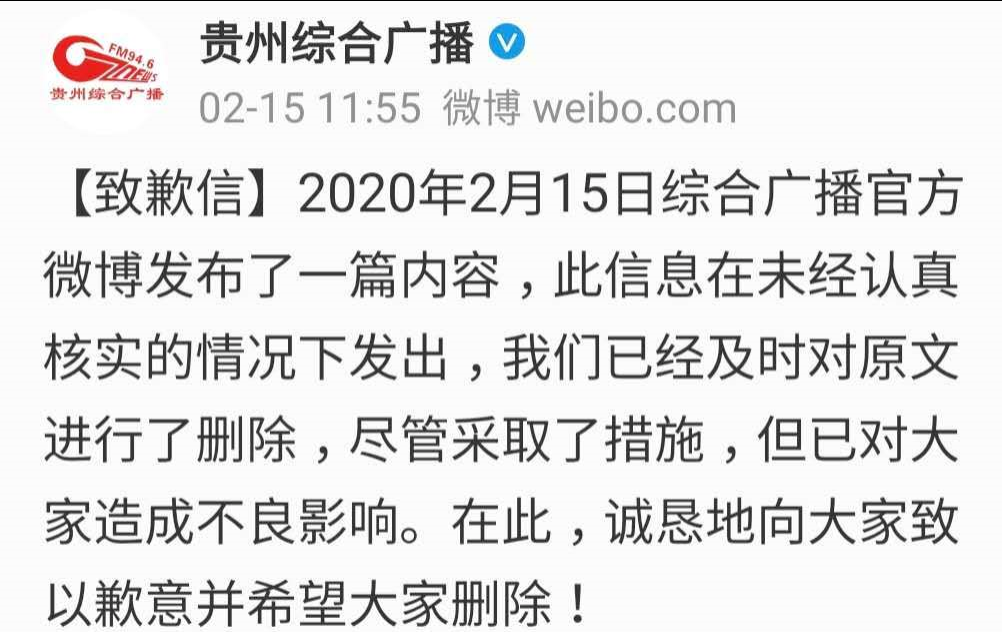 FM94.6
NEWS
贵州综合广播
贵州综合广播
02-15 11:55 微博 weibo.com
【致歉信】2020年2月15日综合广播官方
微博发布了一篇内容，此信息在未经认真
核实的情况下发出，我们已经及时对原文
进行了删除，尽管采取了措施，但已对大
家造成不良影响。在此，诚恳地向大家致
以歉意并希望大家删除！